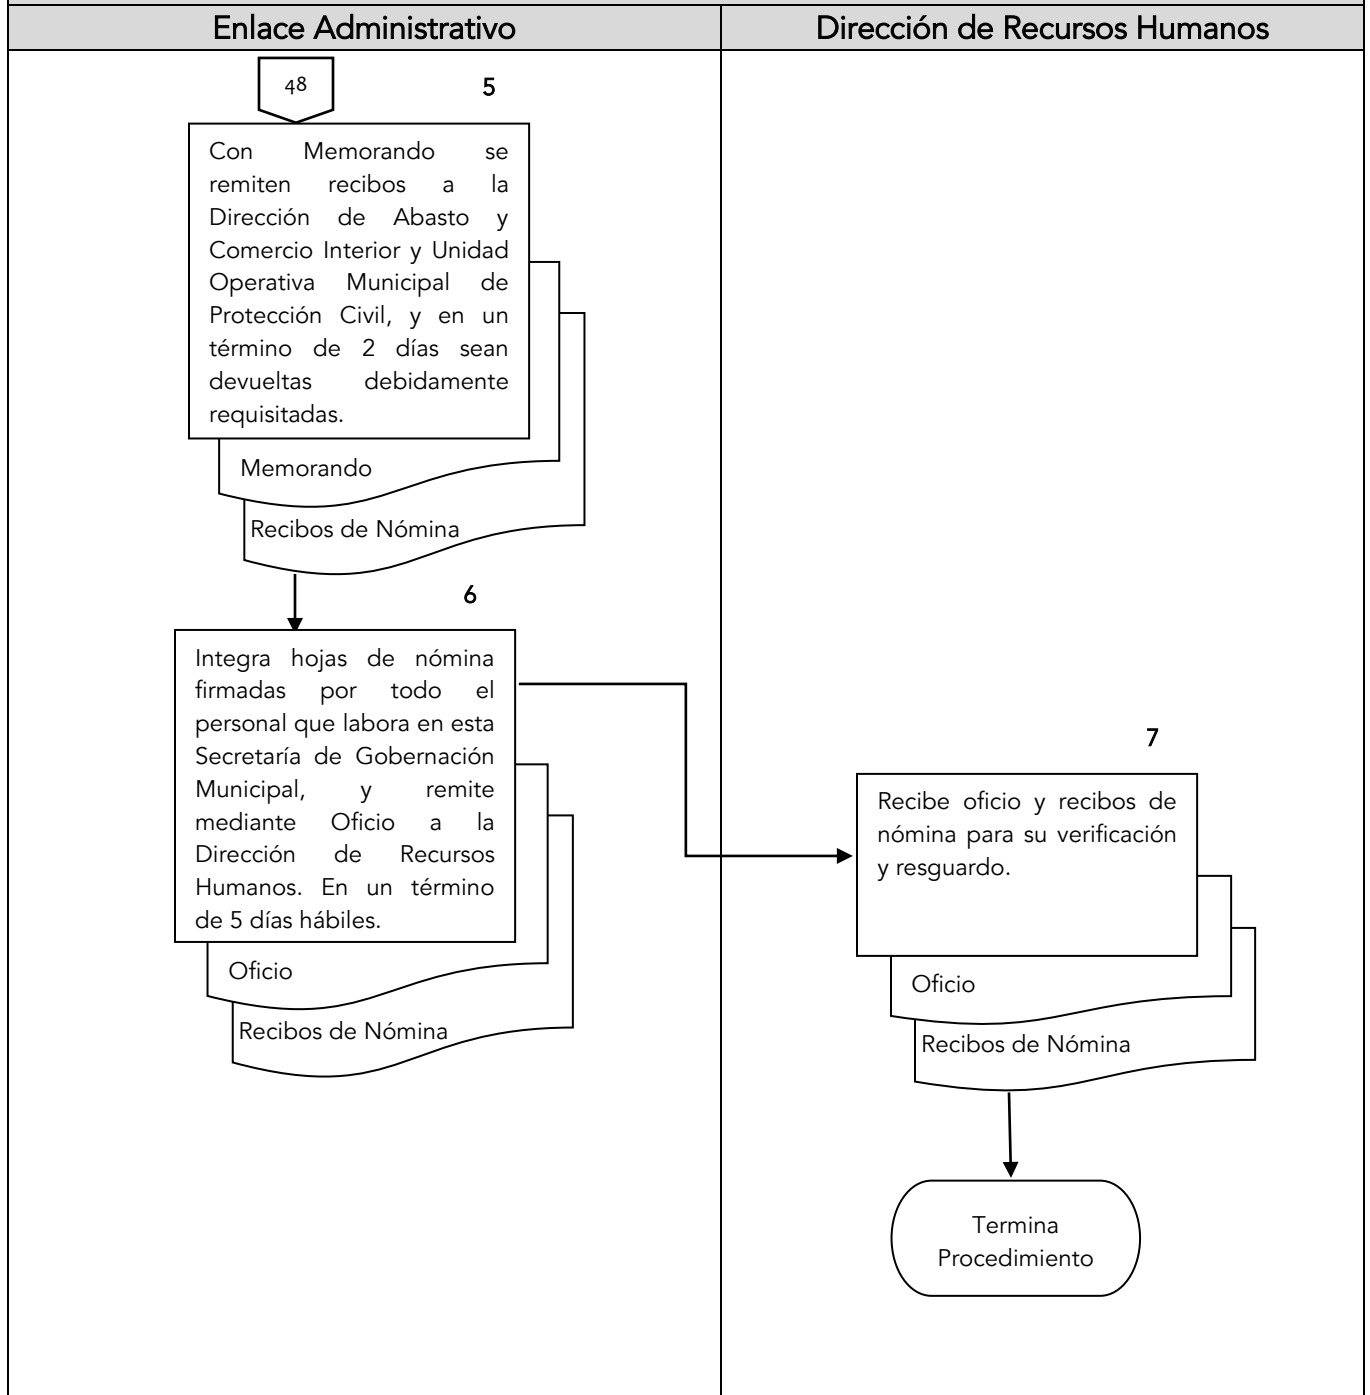 Enlace Administrativo
Dirección de Recursos Humanos
48
5
Con Memorando se
remiten recibos a la
Dirección de Abasto y
Comercio Interior y Unidad
Operativa Municipal de
Protección Civil, y en un
término de 2 días sean
devueltas debidamente
requisitadas.
Memorando
Recibos de Nómina
6
Integra hojas de nómina
firmadas por todo el
personal que labora en esta
Secretaría de Gobernación
Municipal, y remite
mediante Oficio a la
Dirección de Recursos
Humanos. En un término
de 5 días hábiles.
Oficio
Recibos de Nómina
7
Recibe oficio y recibos de
nómina para su verificación
y resguardo.
Oficio
Recibos de Nómina
Termina
Procedimiento